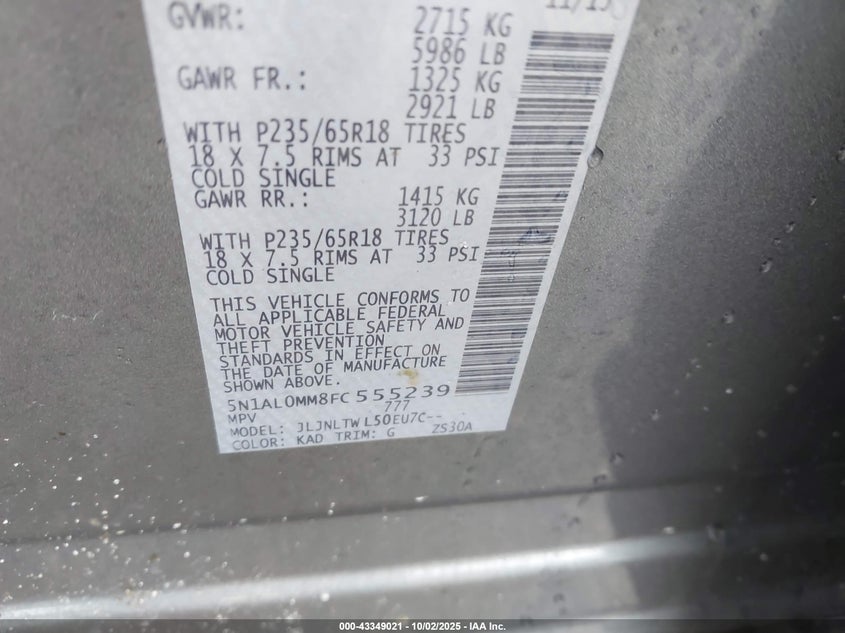 11/15
GVWR: 2715 KG
5986 LB
GAWR FR.: 1325 KG
2921 LB
WITH P235/65R18 TIRES
18 X 7.5 RIMS AT 33 PSI
COLD SINGLE
GAWR RR.: 1415 KG
3120 LB
WITH P235/65R18 TIRES
18 X 7.5 RIMS AT 33 PSI
COLD SINGLE
THIS VEHICLE CONFORMS TO
ALL APPLICABLE FEDERAL
MOTOR VEHICLE SAFETY AND
THEFT PREVENTION
STANDARDS IN EFFECT ON
THE DATE OF MANUFACTURE
SHOWN ABOVE.
5N1AL0MM8FC555239
MPV 777
MODEL: JLJNLTWL50EU7C--
COLOR: KAD TRIM: G ZS30A
000-43349021 - 10/02/2025 - IAA Inc.